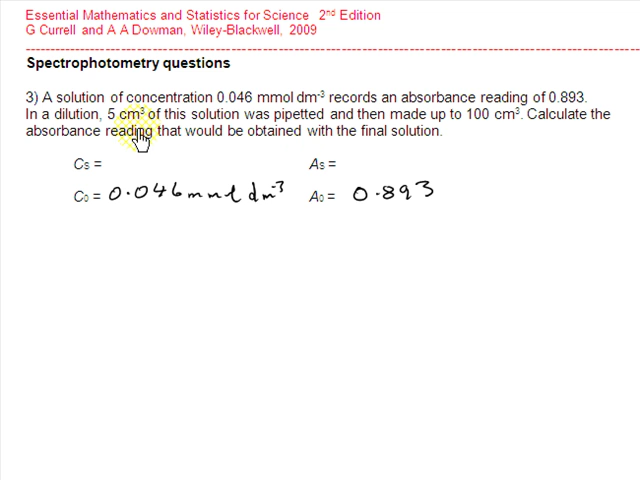 Essential Mathematics and Statistics for Science 2nd Edition
G Currell and A A Dowman, Wiley-Blackwell, 2009
Spectrophotometry questions
3) A solution of concentration 0.046 mmol dm-3 records an absorbance reading of 0.893.
In a dilution, 5 cm3 of this solution was pipetted and then made up to 100 cm3. Calculate the
absorbance reading that would be obtained with the final solution.
Cs = As =
C0 = 0.046 mmol dm-3 A0 = 0.893